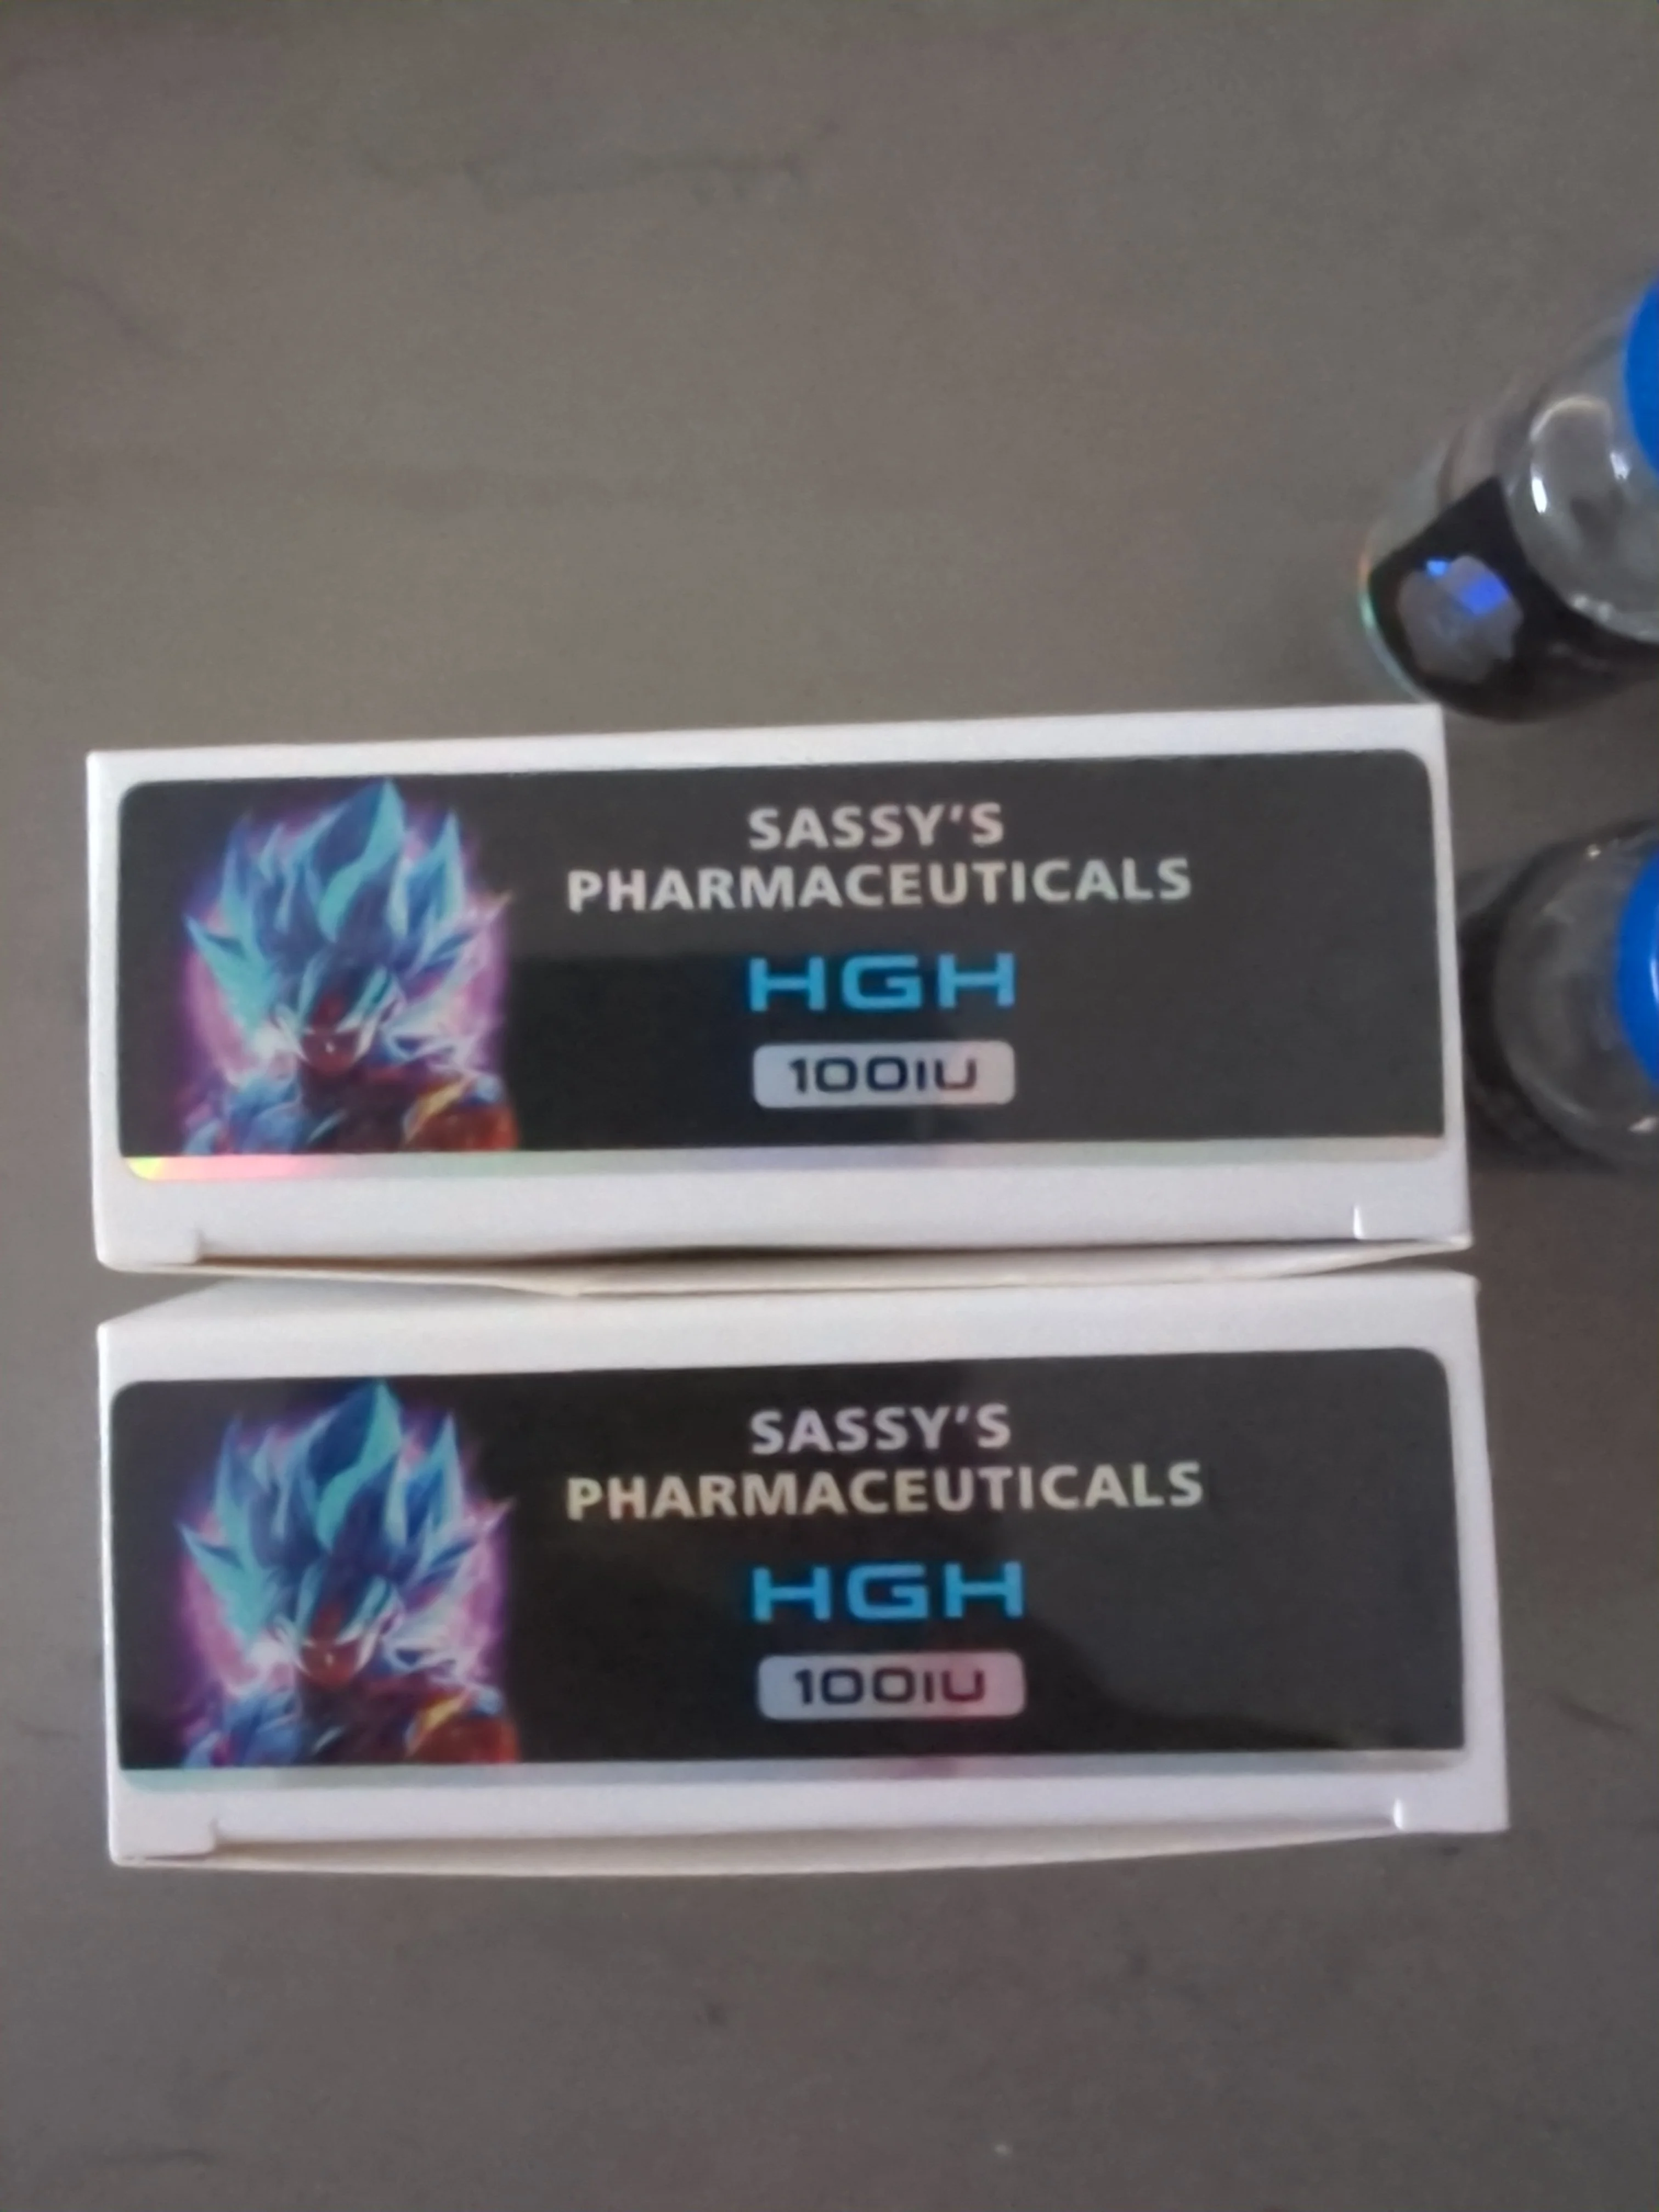 SASSY'S
PHARMACEUTICALS
HGH
100IU
SASSY'S
PHARMACEUTICALS
HGH
100IU